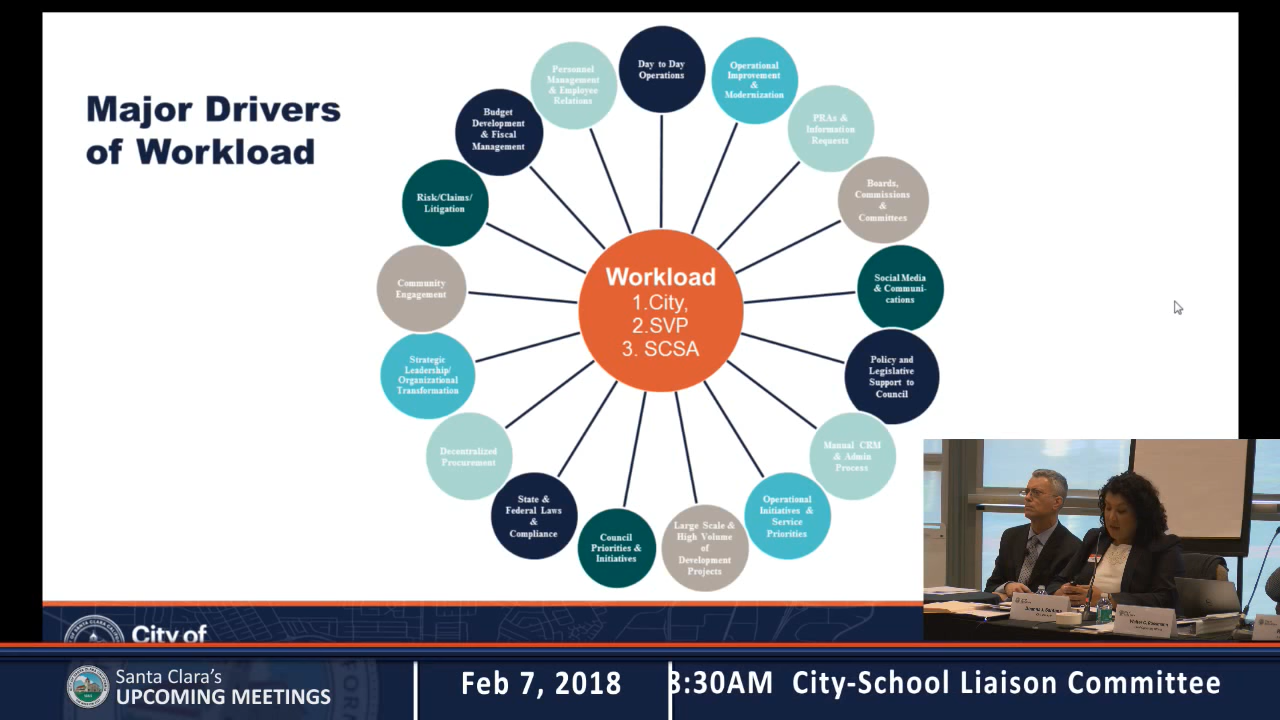 Major Drivers
of Workload
Day to Day
Operations
Operational
Improvement
&
Modernization
PRAs &
Information
Requests
Boards,
Commissions
&
Committees
Social Media
& Communi-
cations
Policy and
Legislative
Support to
Council
Manual CRM
& Admin
Process
Operational
Initiatives &
Service
Priorities
Large Scale &
High Volume
of
Development
Projects
Council
Priorities &
Initiatives
State &
Federal Laws
&
Compliance
Decentralized
Procurement
Strategic
Leadership/
Organizational
Transformation
Community
Engagement
Risk/Claims/
Litigation
Budget
Development
& Fiscal
Management
Personnel
Management
& Employee
Relations
Workload
1.City,
2.SVP
3. SCSA
City of
Santa Clara's
UPCOMING MEETINGS
Feb 7, 2018
8:30AM City-School Liaison Committee